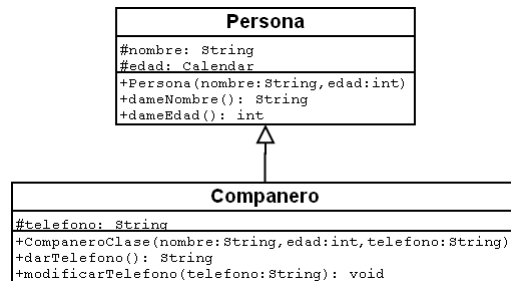 Persona
#nombre: String
#edad: Calendar
+Persona(nombre:String,edad:int)
+dameNombre(): String
+dameEdad(): int
Companero
#telefono: String
+CompaneroClase(nombre:String,edad:int,telefono:String)
+darTelefono(): String
+modificarTelefono(telefono:String): void